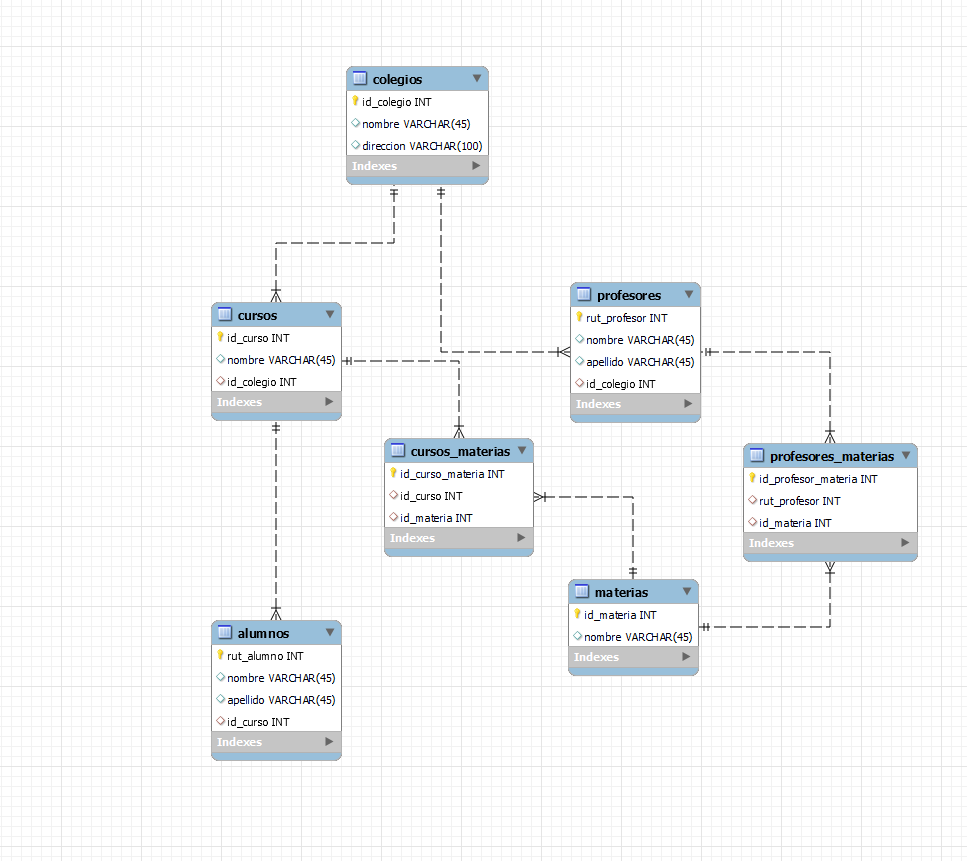 colegios
id_colegio INT
nombre VARCHAR(45)
direccion VARCHAR(100)
Indexes
cursos
id_curso INT
nombre VARCHAR(45)
id_colegio INT
Indexes
profesores
rut_profesor INT
nombre VARCHAR(45)
apellido VARCHAR(45)
id_colegio INT
Indexes
cursos_materias
id_curso_materia INT
id_curso INT
id_materia INT
Indexes
profesores_materias
id_profesor_materia INT
rut_profesor INT
id_materia INT
Indexes
materias
id_materia INT
nombre VARCHAR(45)
Indexes
alumnos
rut_alumno INT
nombre VARCHAR(45)
apellido VARCHAR(45)
id_curso INT
Indexes